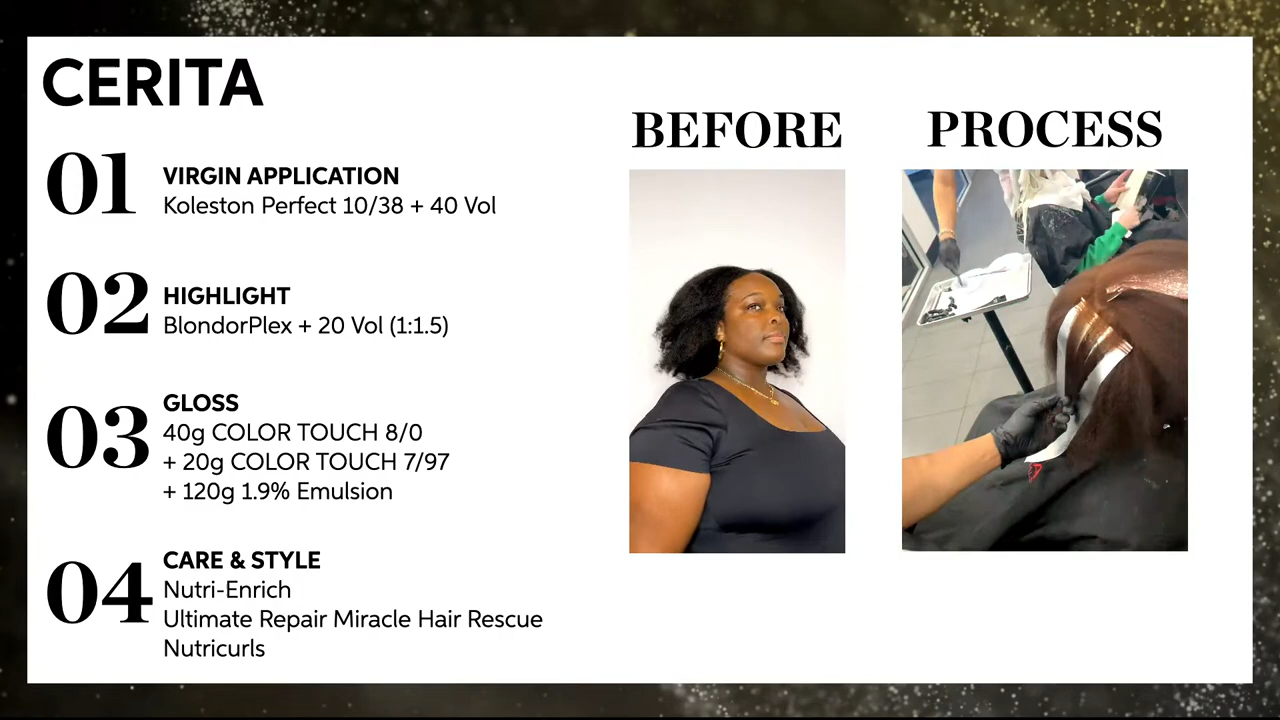 CERITA
01
VIRGIN APPLICATION
Koleston Perfect 10/38 + 40 Vol
02
HIGHLIGHT
BlondorPlex + 20 Vol (1:1.5)
03
GLOSS
40g COLOR TOUCH 8/0
+ 20g COLOR TOUCH 7/97
+ 120g 1.9% Emulsion
04
CARE & STYLE
Nutri-Enrich
Ultimate Repair Miracle Hair Rescue
Nutricurls
BEFORE
PROCESS